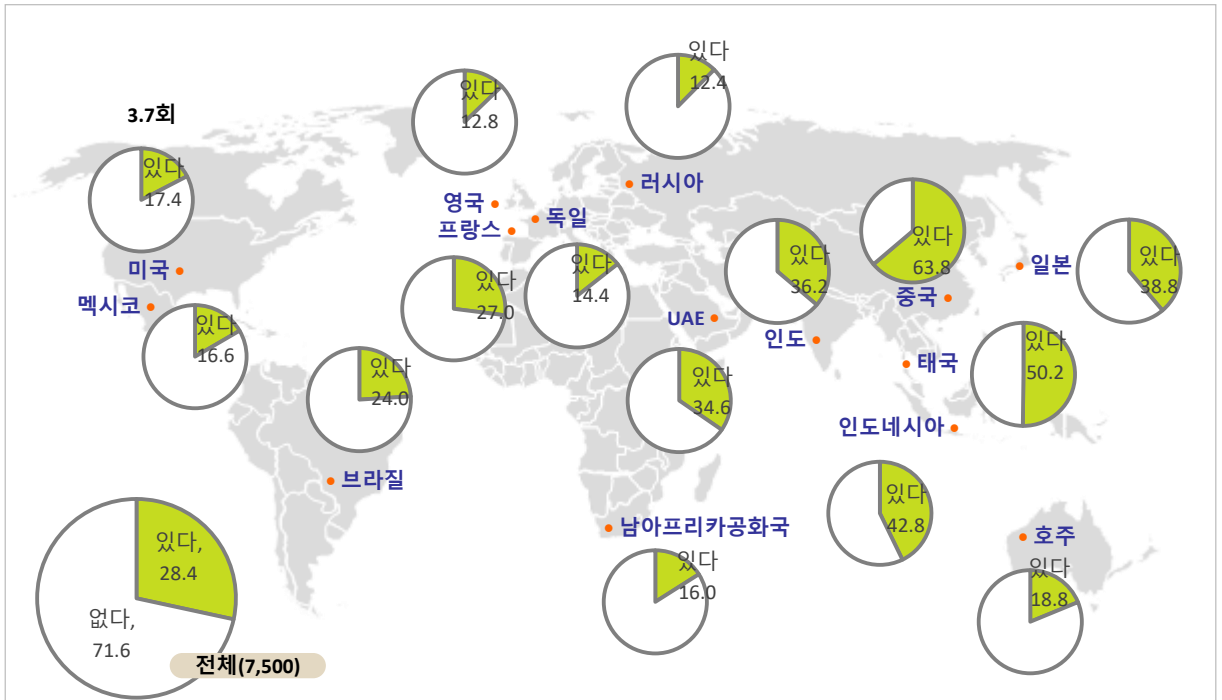 있다
12.4
있다
12.8
3.7회
있다
17.4
러시아
영국
독일
프랑스
미국
멕시코
있다
16.6
있다
27.0
있다
14.4
있다
36.2
있다
63.8
중국
일본
있다
38.8
UAE
인도
태국
있다
50.2
있다
24.0
있다
34.6
인도네시아
브라질
남아프리카공화국
있다
16.0
있다
42.8
호주
있다
18.8
있다,
28.4
없다,
71.6
전체(7,500)